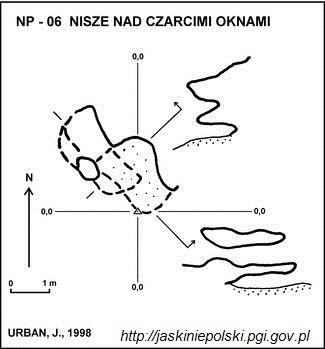 NP - 06 NISZE NAD CZARCIMI OKNAMI
0,0
N
0,0
0,0
0 1 m
0,0
URBAN, J., 1998
http://jaskiniepolski.pgi.gov.pl